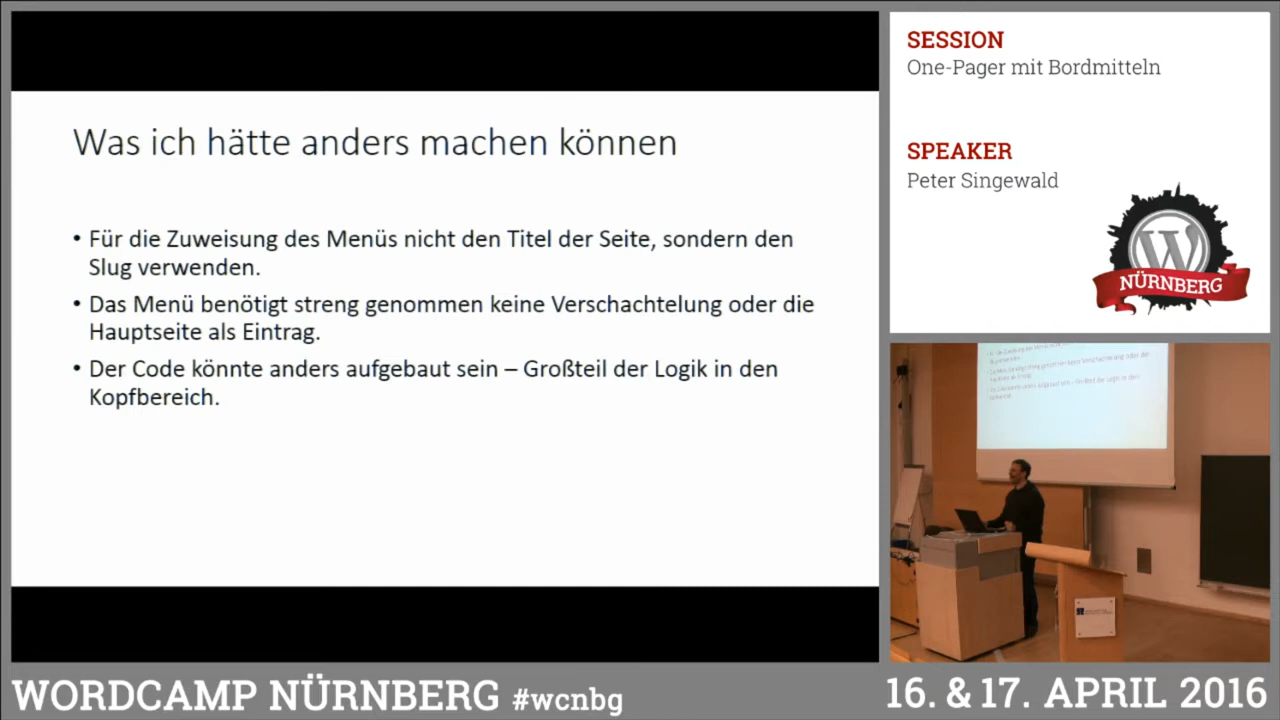 Was ich hätte anders machen können
• Für die Zuweisung des Menüs nicht den Titel der Seite, sondern den
Slug verwenden.
• Das Menü benötigt streng genommen keine Verschachtelung oder die
Hauptseite als Eintrag.
• Der Code könnte anders aufgebaut sein – Großteil der Logik in den
Kopfbereich.
SESSION
One-Pager mit Bordmitteln
SPEAKER
Peter Singewald
W
NÜRNBERG
WORDCAMP NÜRNBERG #wcnbg
16. & 17. APRIL 2016